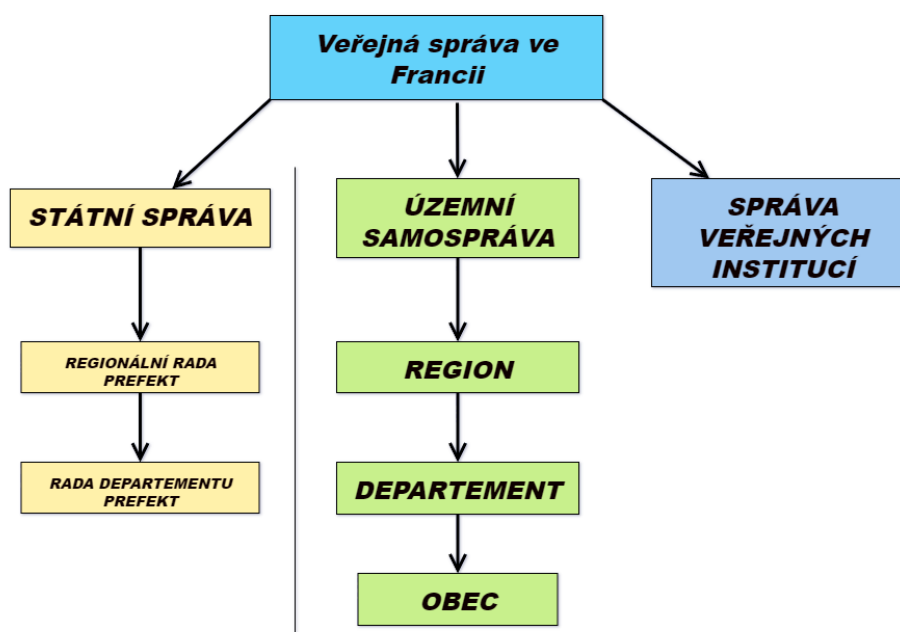 Veřejná správa ve
Francii
STÁTNÍ SPRÁVA
REGIONÁLNÍ RADA
PREFEKT
RADA DEPARTEMENTU
PREFEKT
ÚZEMNÍ
SAMOSPRÁVA
REGION
DEPARTEMENT
OBEC
SPRÁVA
VEŘEJNÝCH
INSTITUCÍ